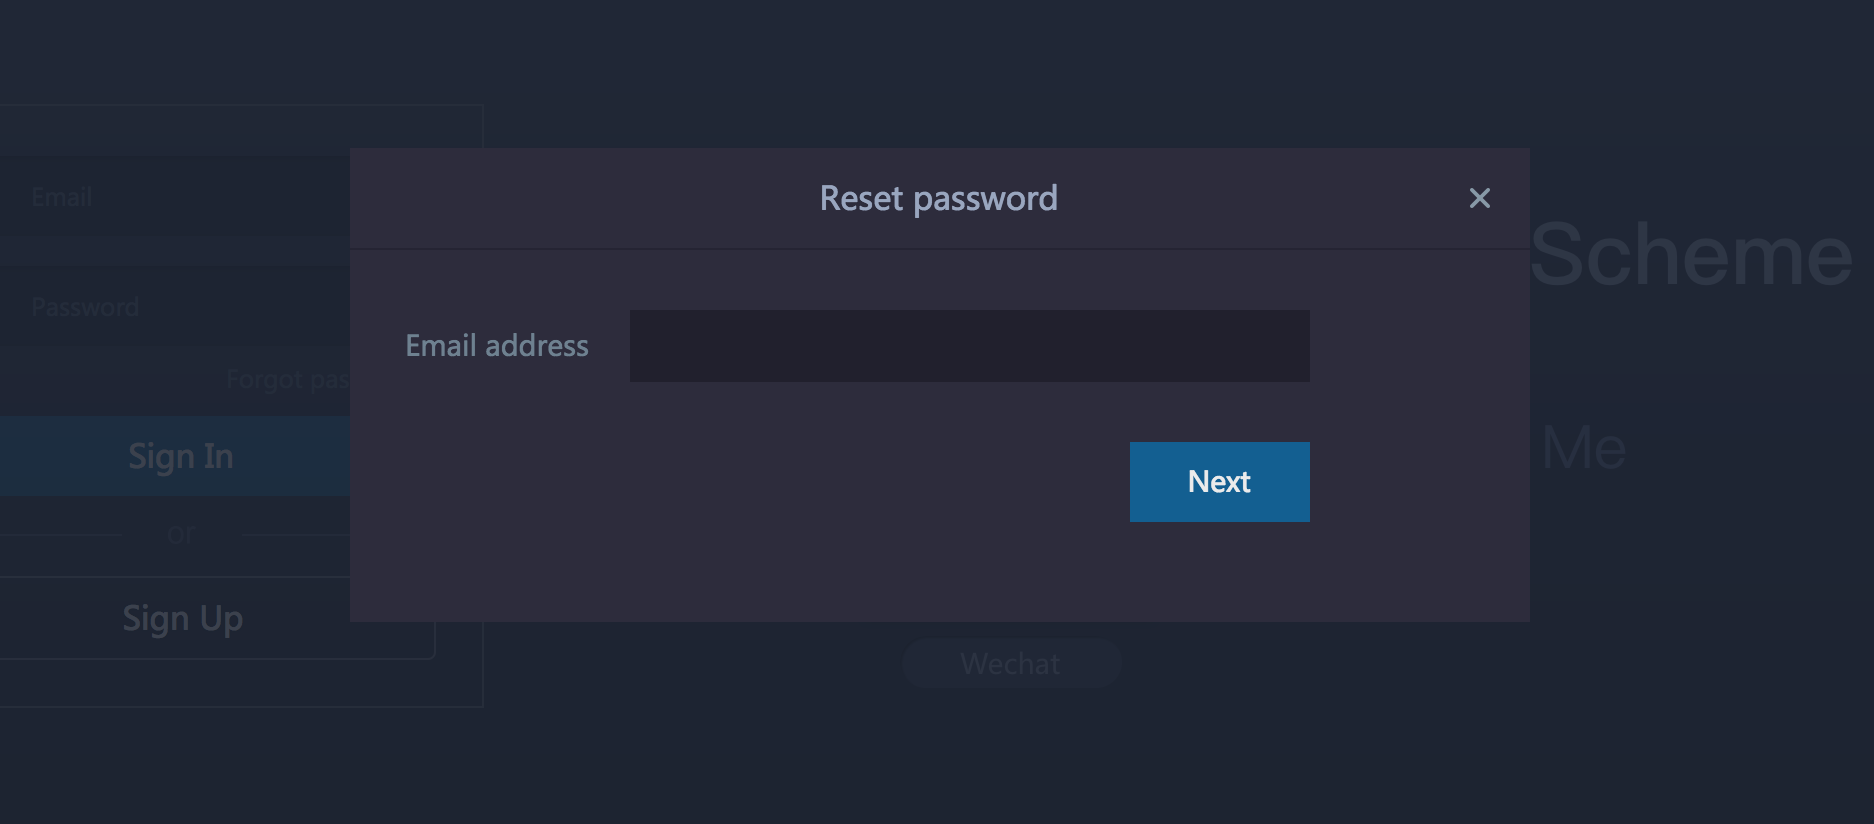 Email
Password
Forgot pas
Sign In
or
Sign Up
Reset password
Email address
Next
Scheme
Me
Wechat